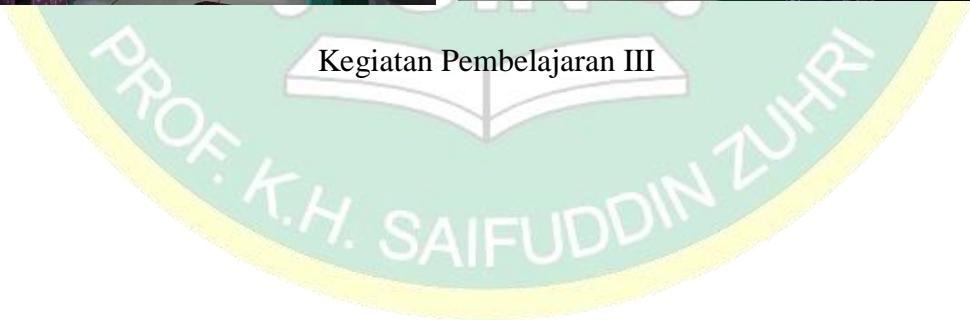 Kegiatan Pembelajaran III
PROF. K.H. SAIFUDDIN ZUHRI